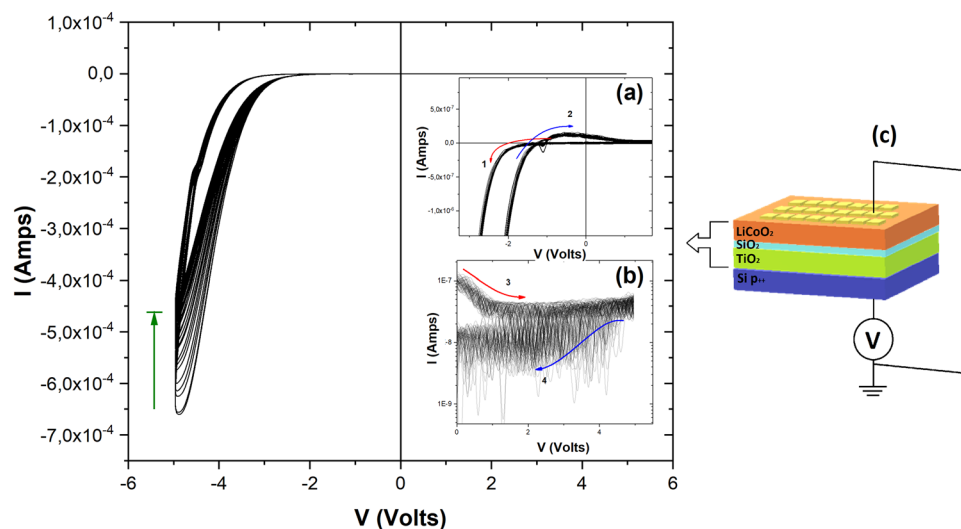 1,0x10⁻⁴
0,0
-1,0x10⁻⁴
-2,0x10⁻⁴
-3,0x10⁻⁴
-4,0x10⁻⁴
-5,0x10⁻⁴
-6,0x10⁻⁴
-7,0x10⁻⁴
I (Amps)
-6 -4 -2 0 2 4 6
V (Volts)
(a)
5,0x10⁻⁷
0,0
-5,0x10⁻⁷
-1,0x10⁻⁶
I (Amps)
1
2
-2 0
V (Volts)
(b)
1E-7
-8
1E-9
I (Amps)
3
4
0 2 4
V (Volts)
(c)
LiCoO₂
SiO₂
TiO₂
Si p₊₊
V